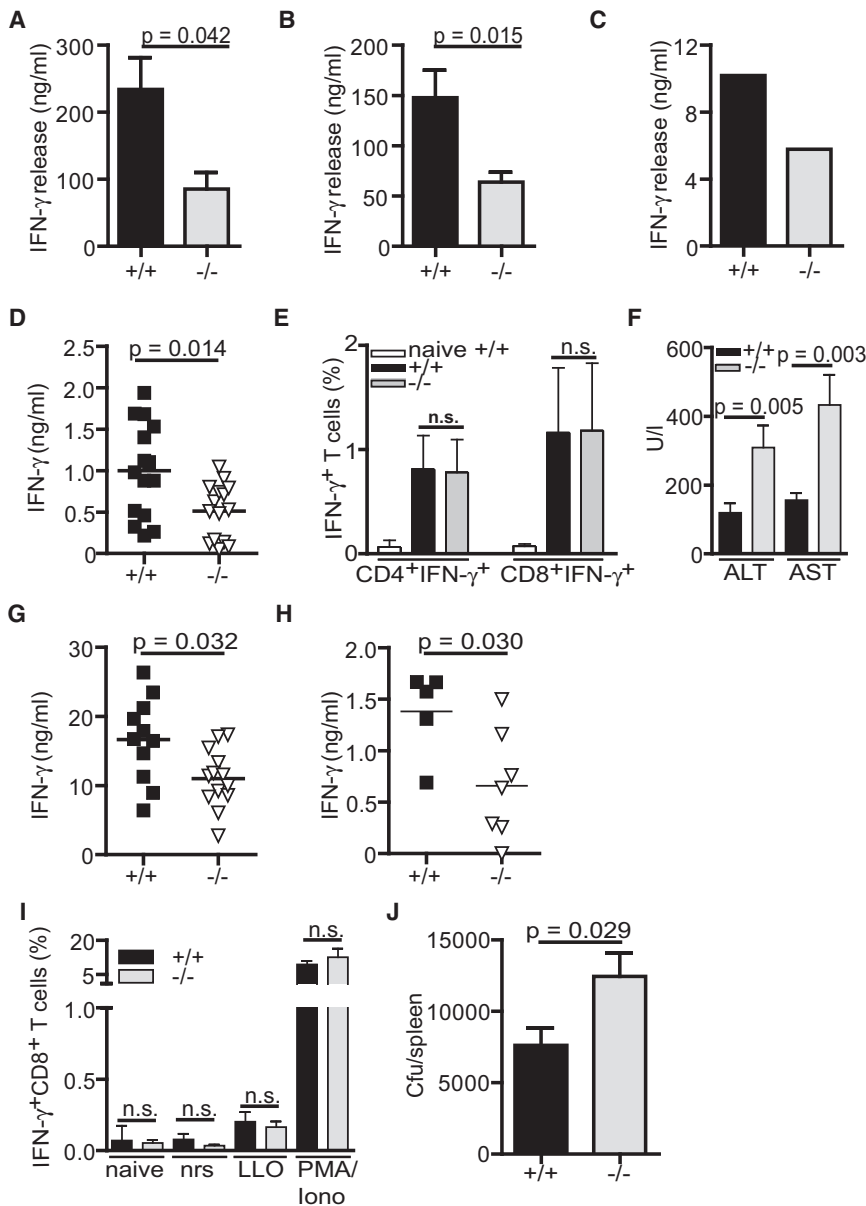 A
p = 0.042
IFN-γ release (ng/ml)
300
200
100
0
+/+
-/-
B
p = 0.015
IFN-γ release (ng/ml)
200
150
100
50
0
+/+
-/-
C
IFN-γ release (ng/ml)
12
8
4
0
+/+
-/-
D
p = 0.014
IFN-γ (ng/ml)
2.5
2.0
1.5
1.0
0.5
0
+/+
-/-
E
IFN-γ+ T cells (%)
2
1
0
naive +/+
+/+
-/-
n.s.
n.s.
CD4+IFN-γ+
CD8+IFN-γ+
F
+/+
-/-
p = 0.003
p = 0.005
U/l
600
400
200
0
ALT
AST
G
p = 0.032
IFN-γ (ng/ml)
30
20
10
0
+/+
-/-
H
p = 0.030
IFN-γ (ng/ml)
2.0
1.5
1.0
0.5
0
+/+
-/-
I
IFN-γ+CD8+ T cells (%)
20
5
1.0
0.5
0.0
+/+
-/-
n.s.
n.s.
n.s.
n.s.
naive
nrs
LLO
PMA/
Iono
J
p = 0.029
Cfu/spleen
15000
10000
5000
0
+/+
-/-